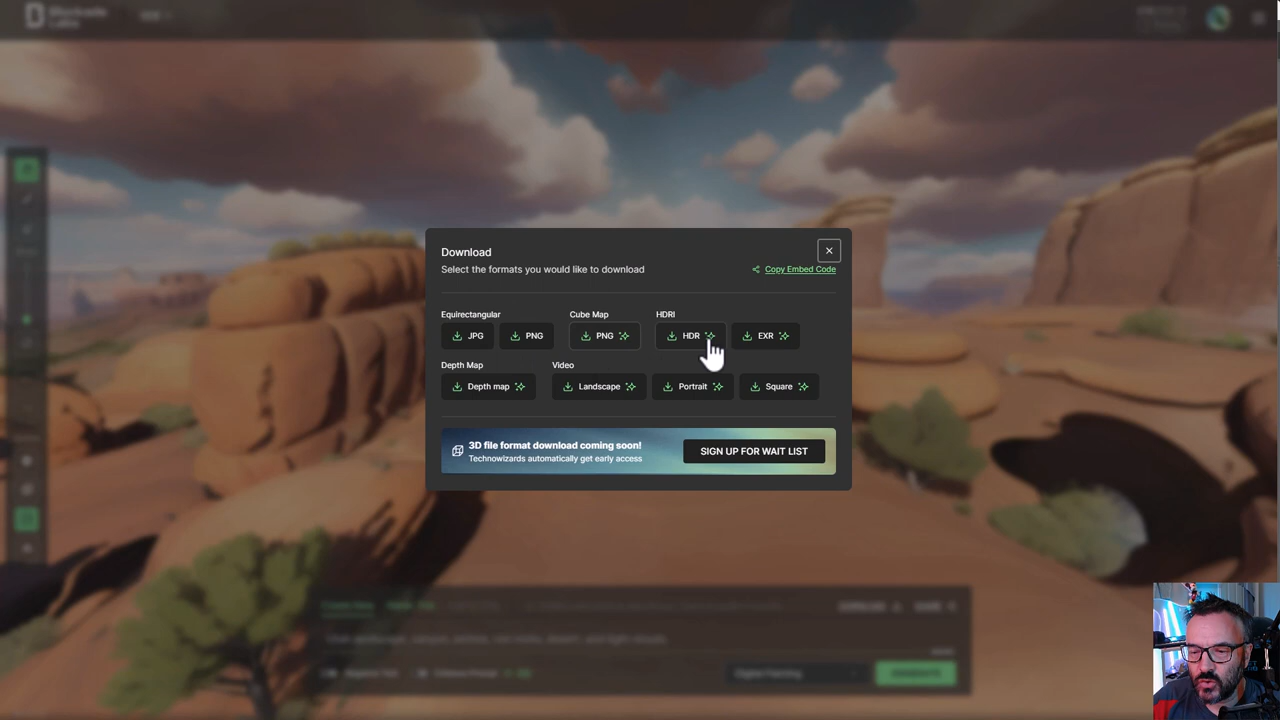 Download
Select the formats you would like to download
Copy Embed Code
Equirectangular
Cube Map
HDRI
JPG
PNG
PNG
HDR
EXR
Depth Map
Video
Depth map
Landscape
Portrait
Square
3D file format download coming soon!
Technowizards automatically get early access
SIGN UP FOR WAIT LIST
Digital Painting